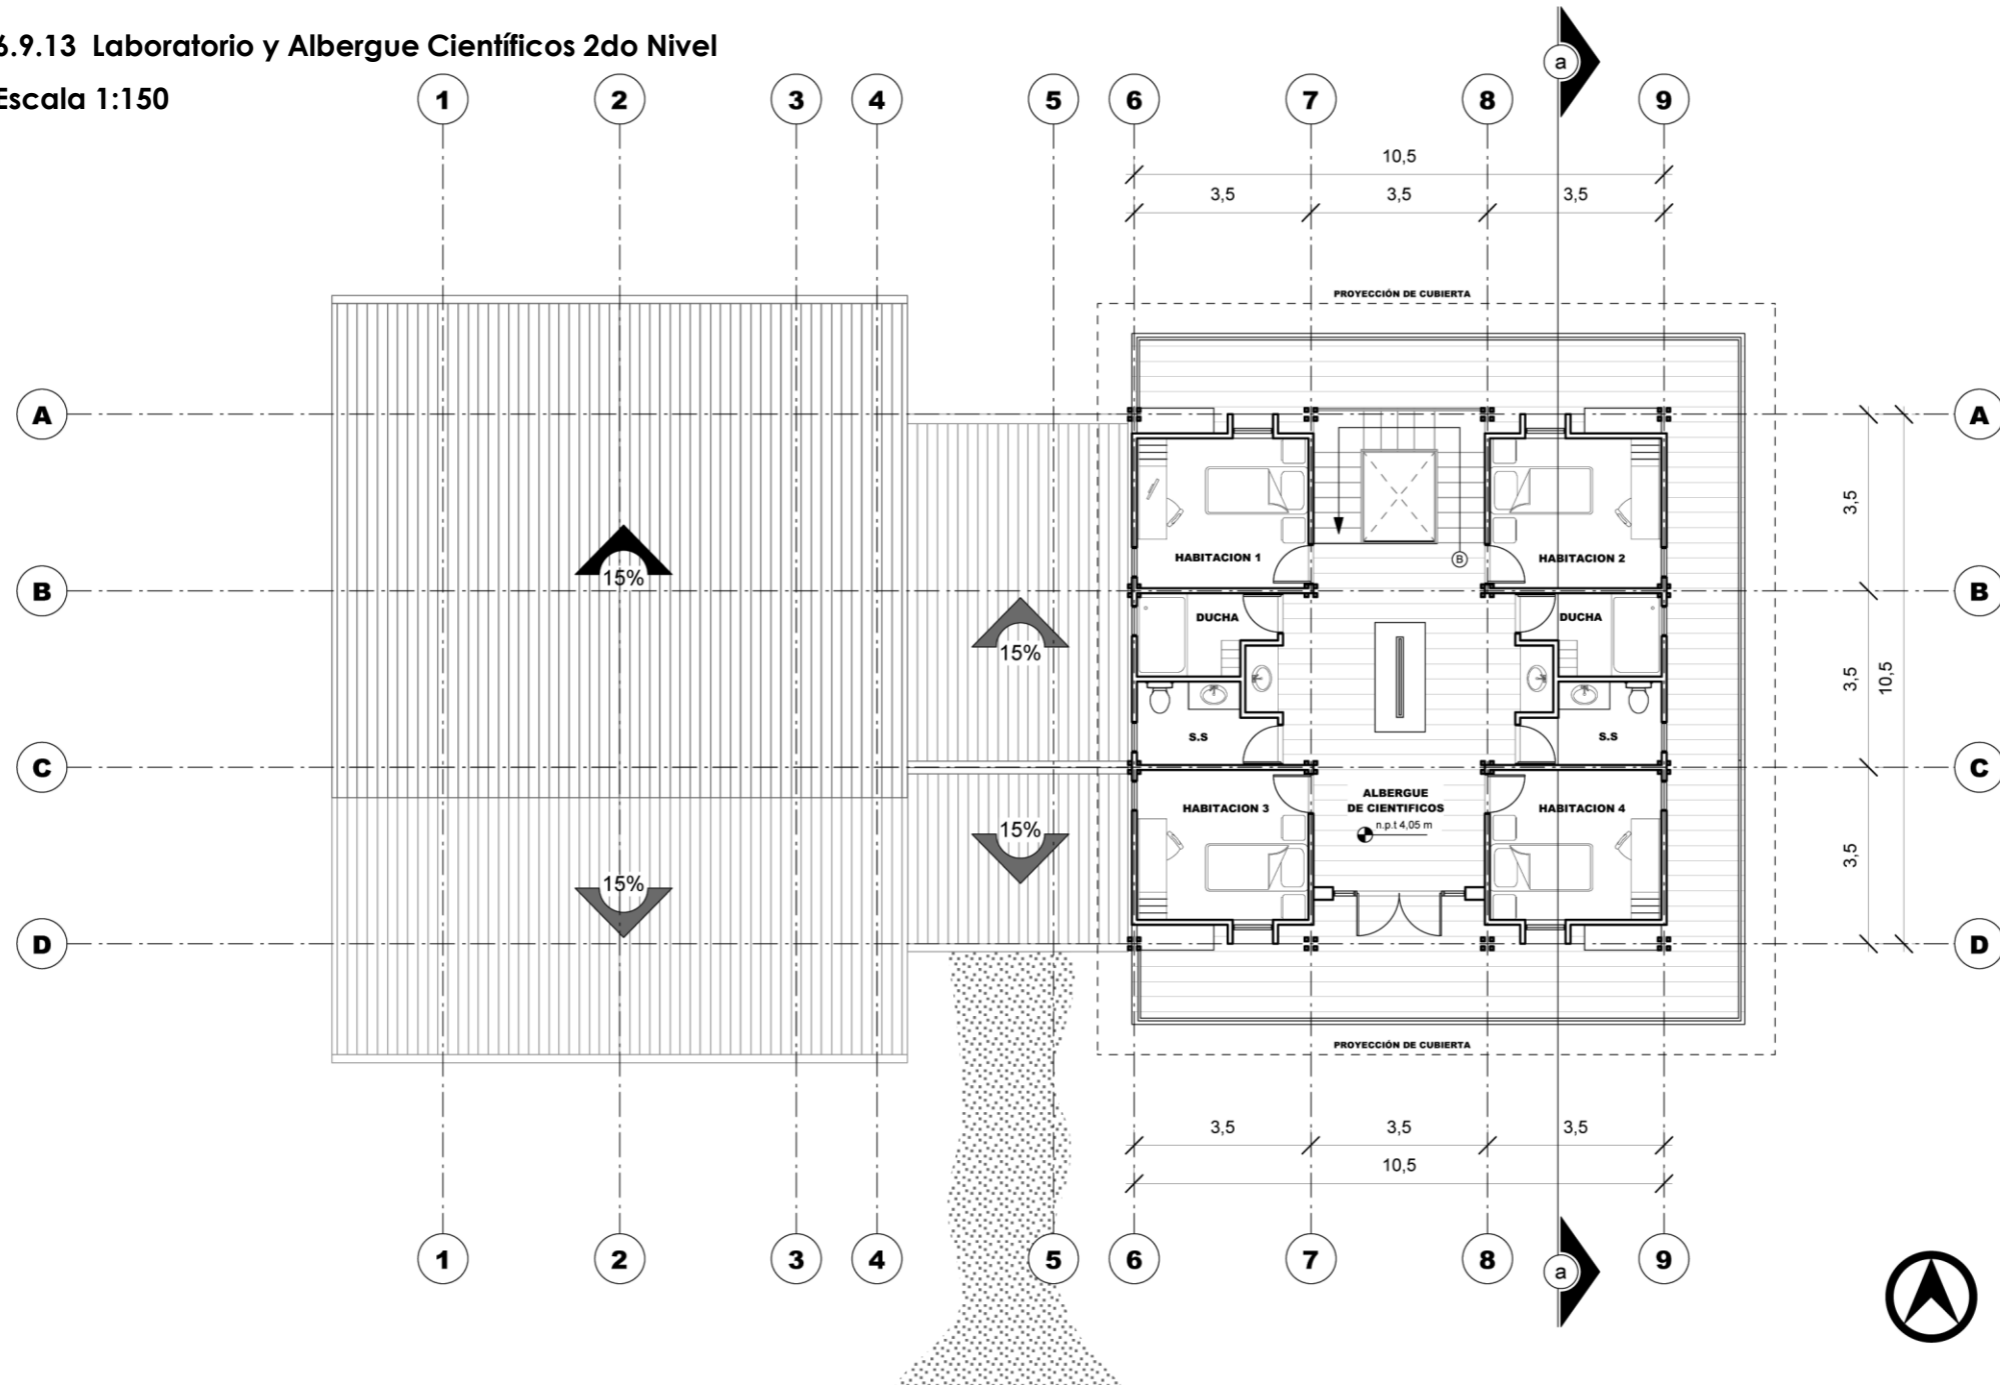 6.9.13 Laboratorio y Albergue Científicos 2do Nivel
Escala 1:150
a
1 2 3 4 5 6 7 8 9
10,5
3,5 3,5 3,5
PROYECCIÓN DE CUBIERTA
A A
3,5
HABITACION 1
B
HABITACION 2
15%
B B
DUCHA DUCHA
15%
3,5 10,5
S.S S.S
C C
ALBERGUE
DE CIENTIFICOS
HABITACION 3
HABITACION 4
n.p.t 4,05 m
15%
3,5
15%
D D
PROYECCIÓN DE CUBIERTA
3,5 3,5 3,5
10,5
1 2 3 4 5 6 7 8 9
a